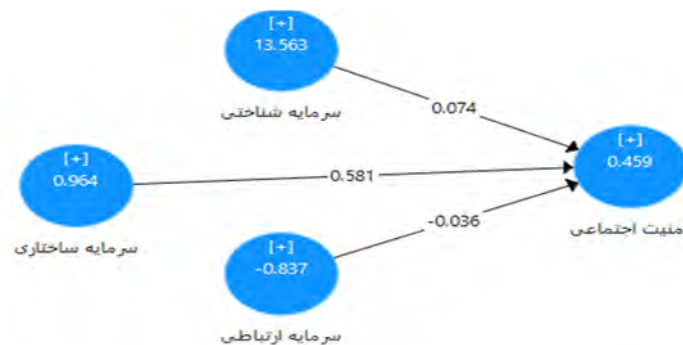 [+]
13.563
سرمایه شناختی
0.074
[+]
0.459
منیت اجتماعی
[+]
0.964
سرمایه ساختاری
0.581
-0.036
[+]
-0.837
سرمایه ارتباطی